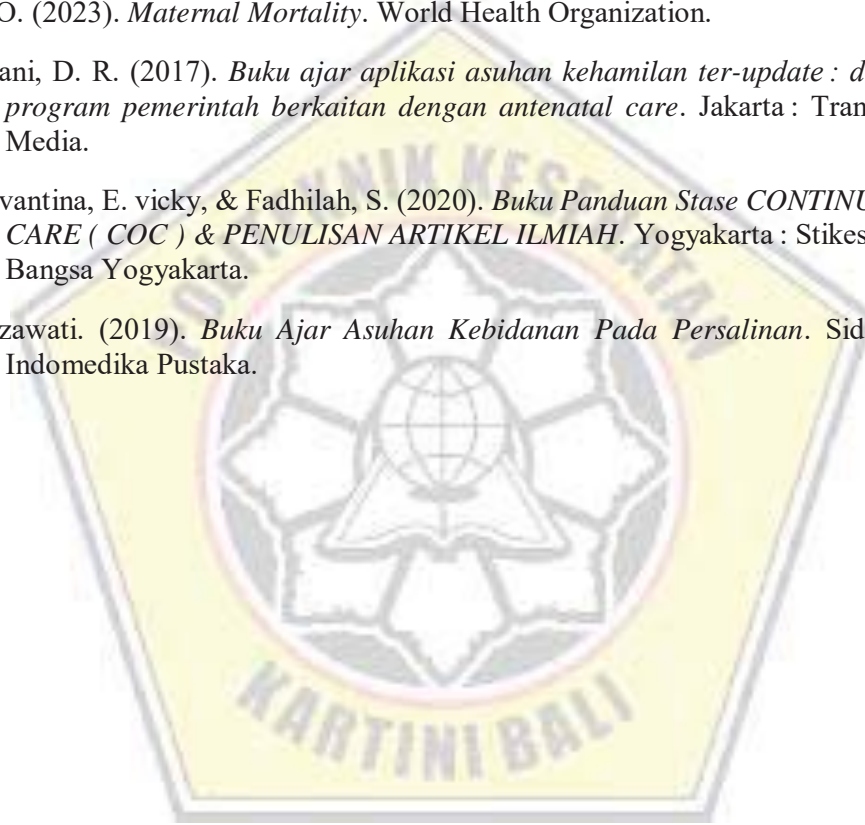 O. (2023). Maternal Mortality. World Health Organization.
ani, D. R. (2017). Buku ajar aplikasi asuhan kehamilan ter-update : d
program pemerintah berkaitan dengan antenatal care. Jakarta : Tran
Media.
vantina, E. vicky, & Fadhilah, S. (2020). Buku Panduan Stase CONTINU
CARE ( COC ) & PENULISAN ARTIKEL ILMIAH. Yogyakarta : Stikes
Bangsa Yogyakarta.
zawati. (2019). Buku Ajar Asuhan Kebidanan Pada Persalinan. Sid
Indomedika Pustaka.
POLITEKNIK KESEHATAN
KARTINI BALI